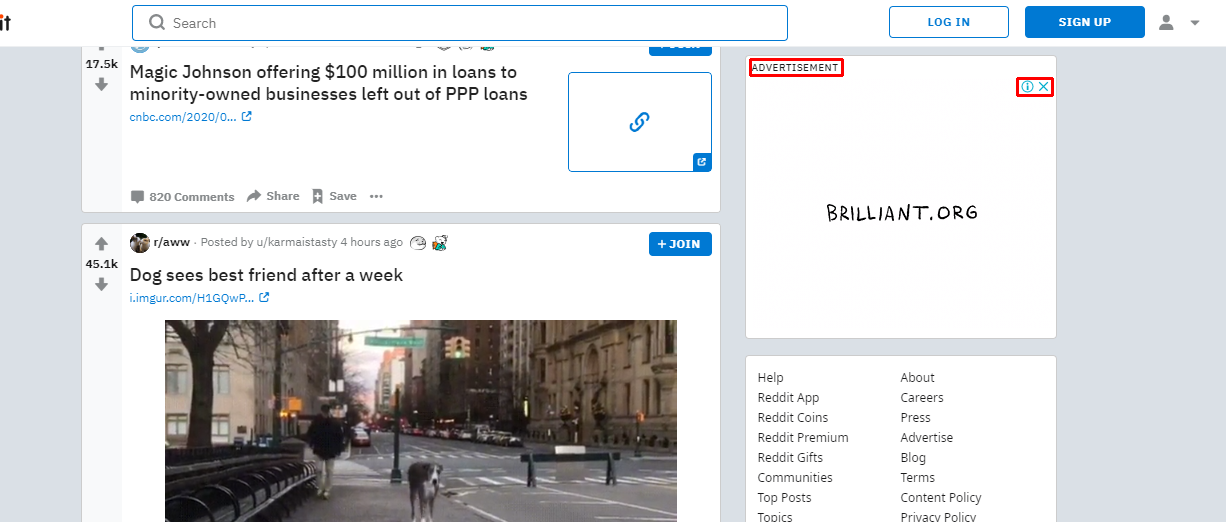 it
Search
LOG IN
SIGN UP
17.5k
Magic Johnson offering $100 million in loans to
minority-owned businesses left out of PPP loans
cnbc.com/2020/0...
820 Comments Share Save
45.1k
r/aww · Posted by u/karmaistasty 4 hours ago
+ JOIN
Dog sees best friend after a week
i.imgur.com/H1GQwP...
ADVERTISEMENT
BRILLIANT.ORG
Help
Reddit App
Reddit Coins
Reddit Premium
Reddit Gifts
Communities
Top Posts
Topics
About
Careers
Press
Advertise
Blog
Terms
Content Policy
Privacy Policy